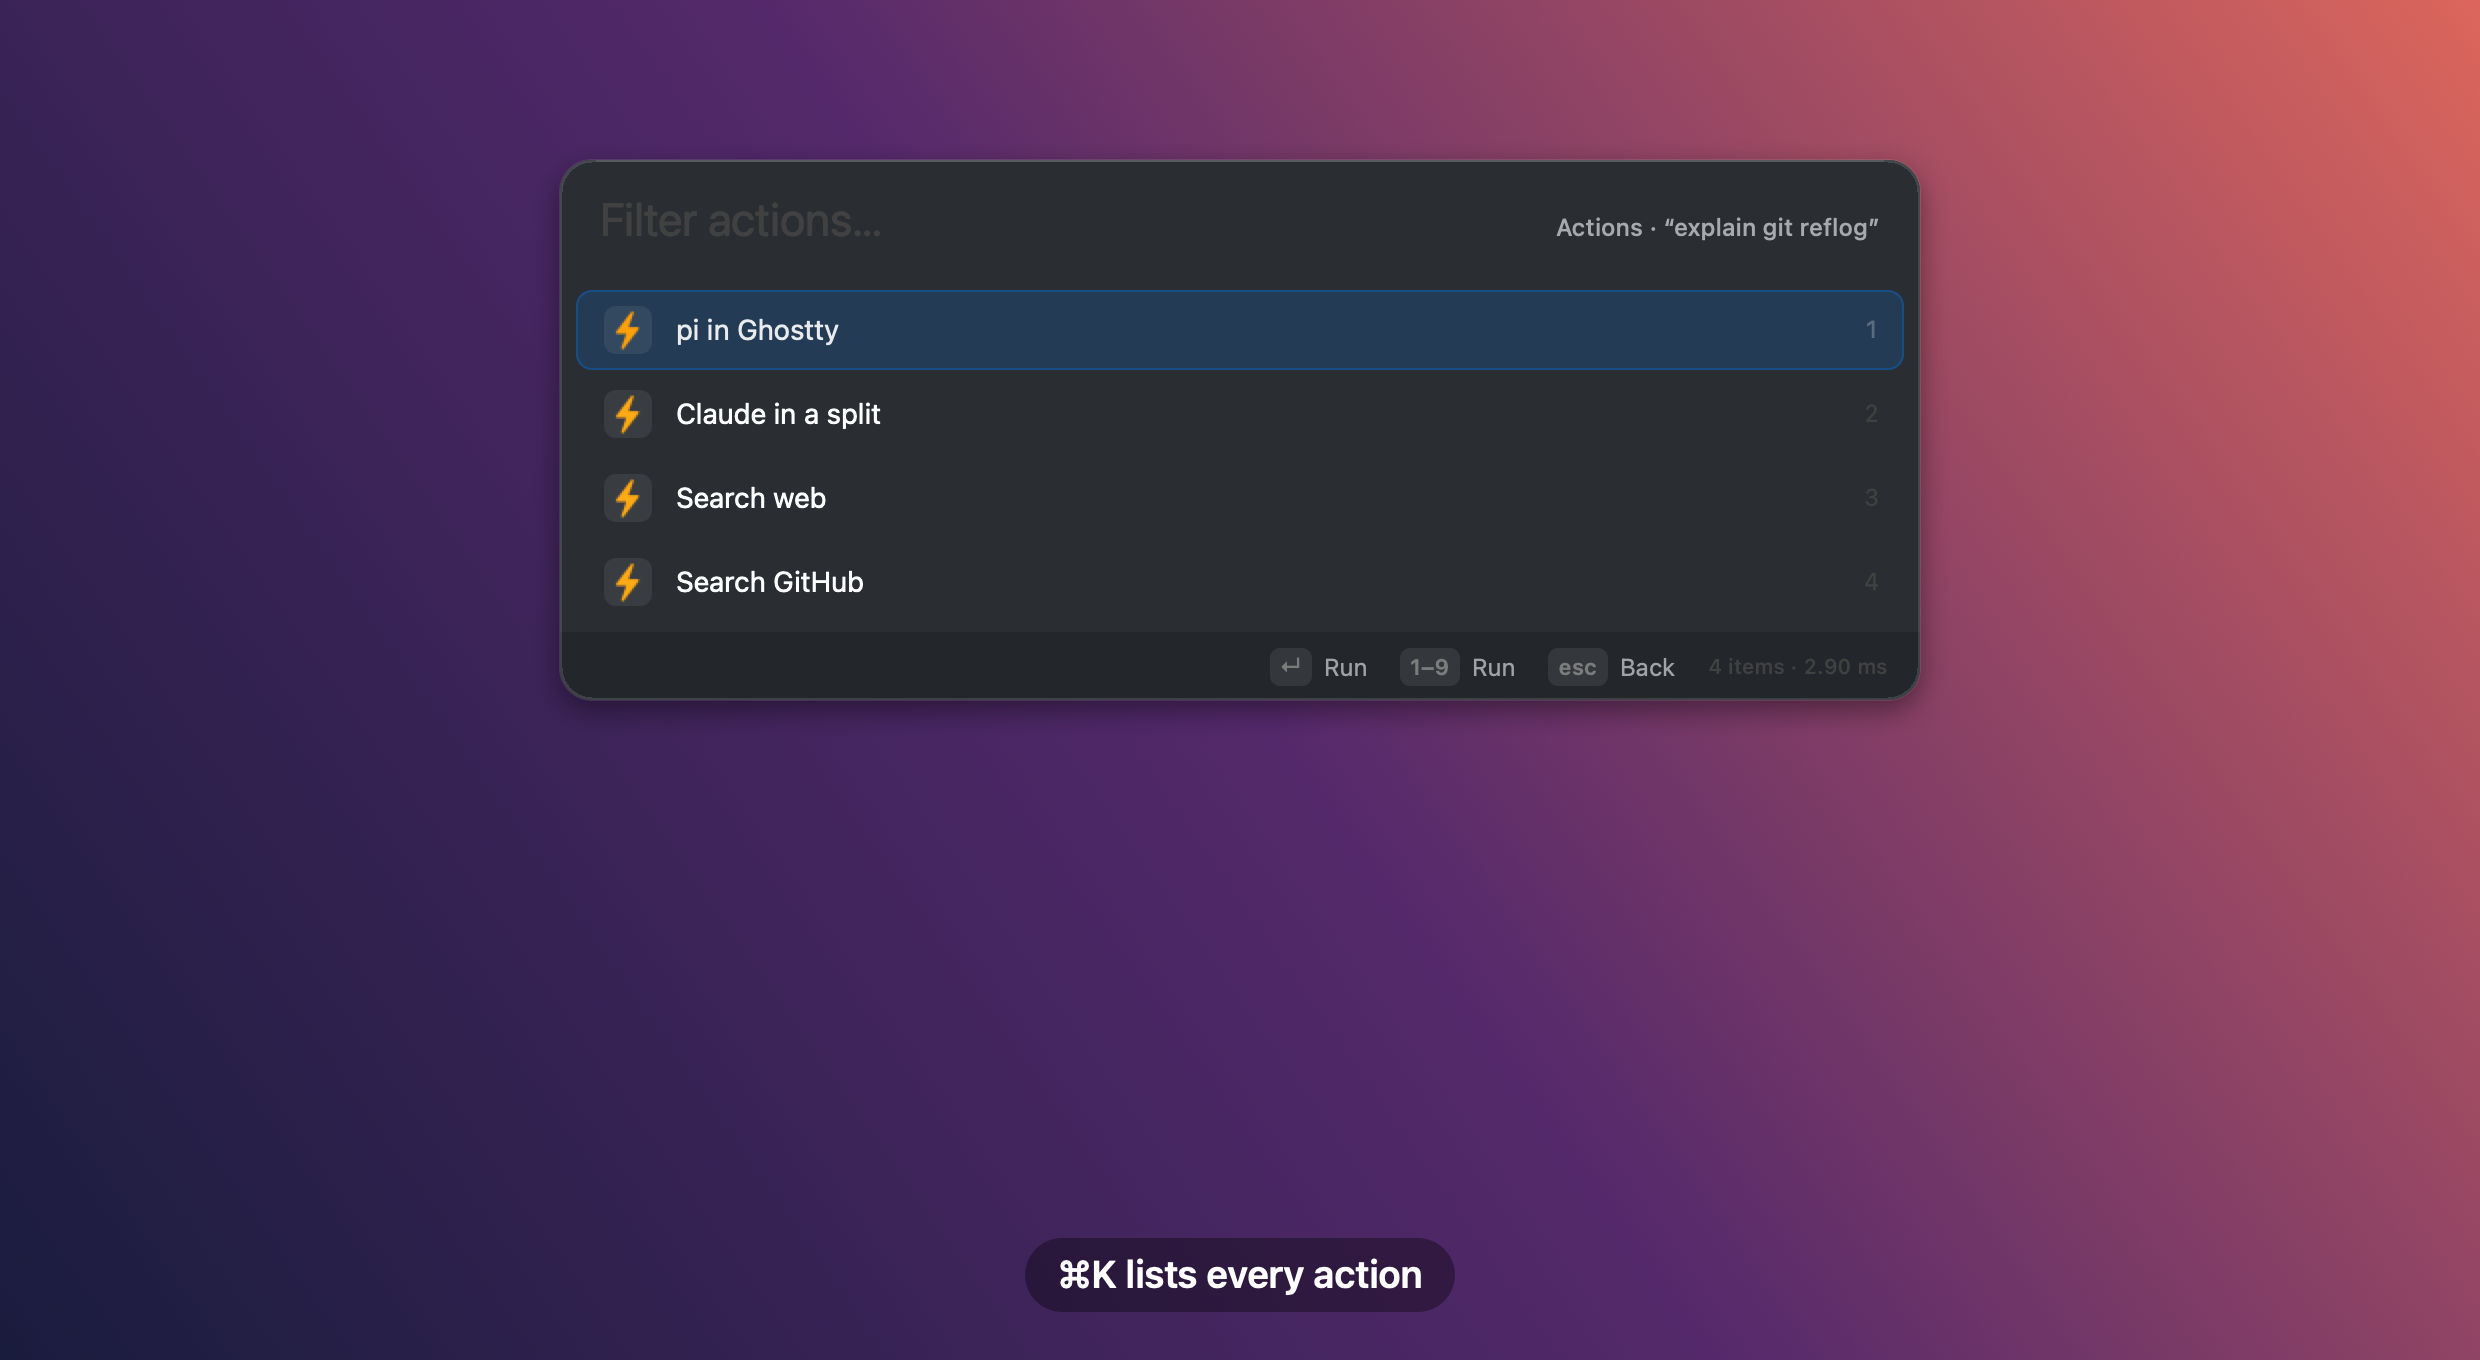 Filter actions...
Actions · “explain git reflog”
pi in Ghostty 1
Claude in a split 2
Search web 3
Search GitHub 4
↵ Run 1–9 Run esc Back 4 items · 2.90 ms
⌘K lists every action